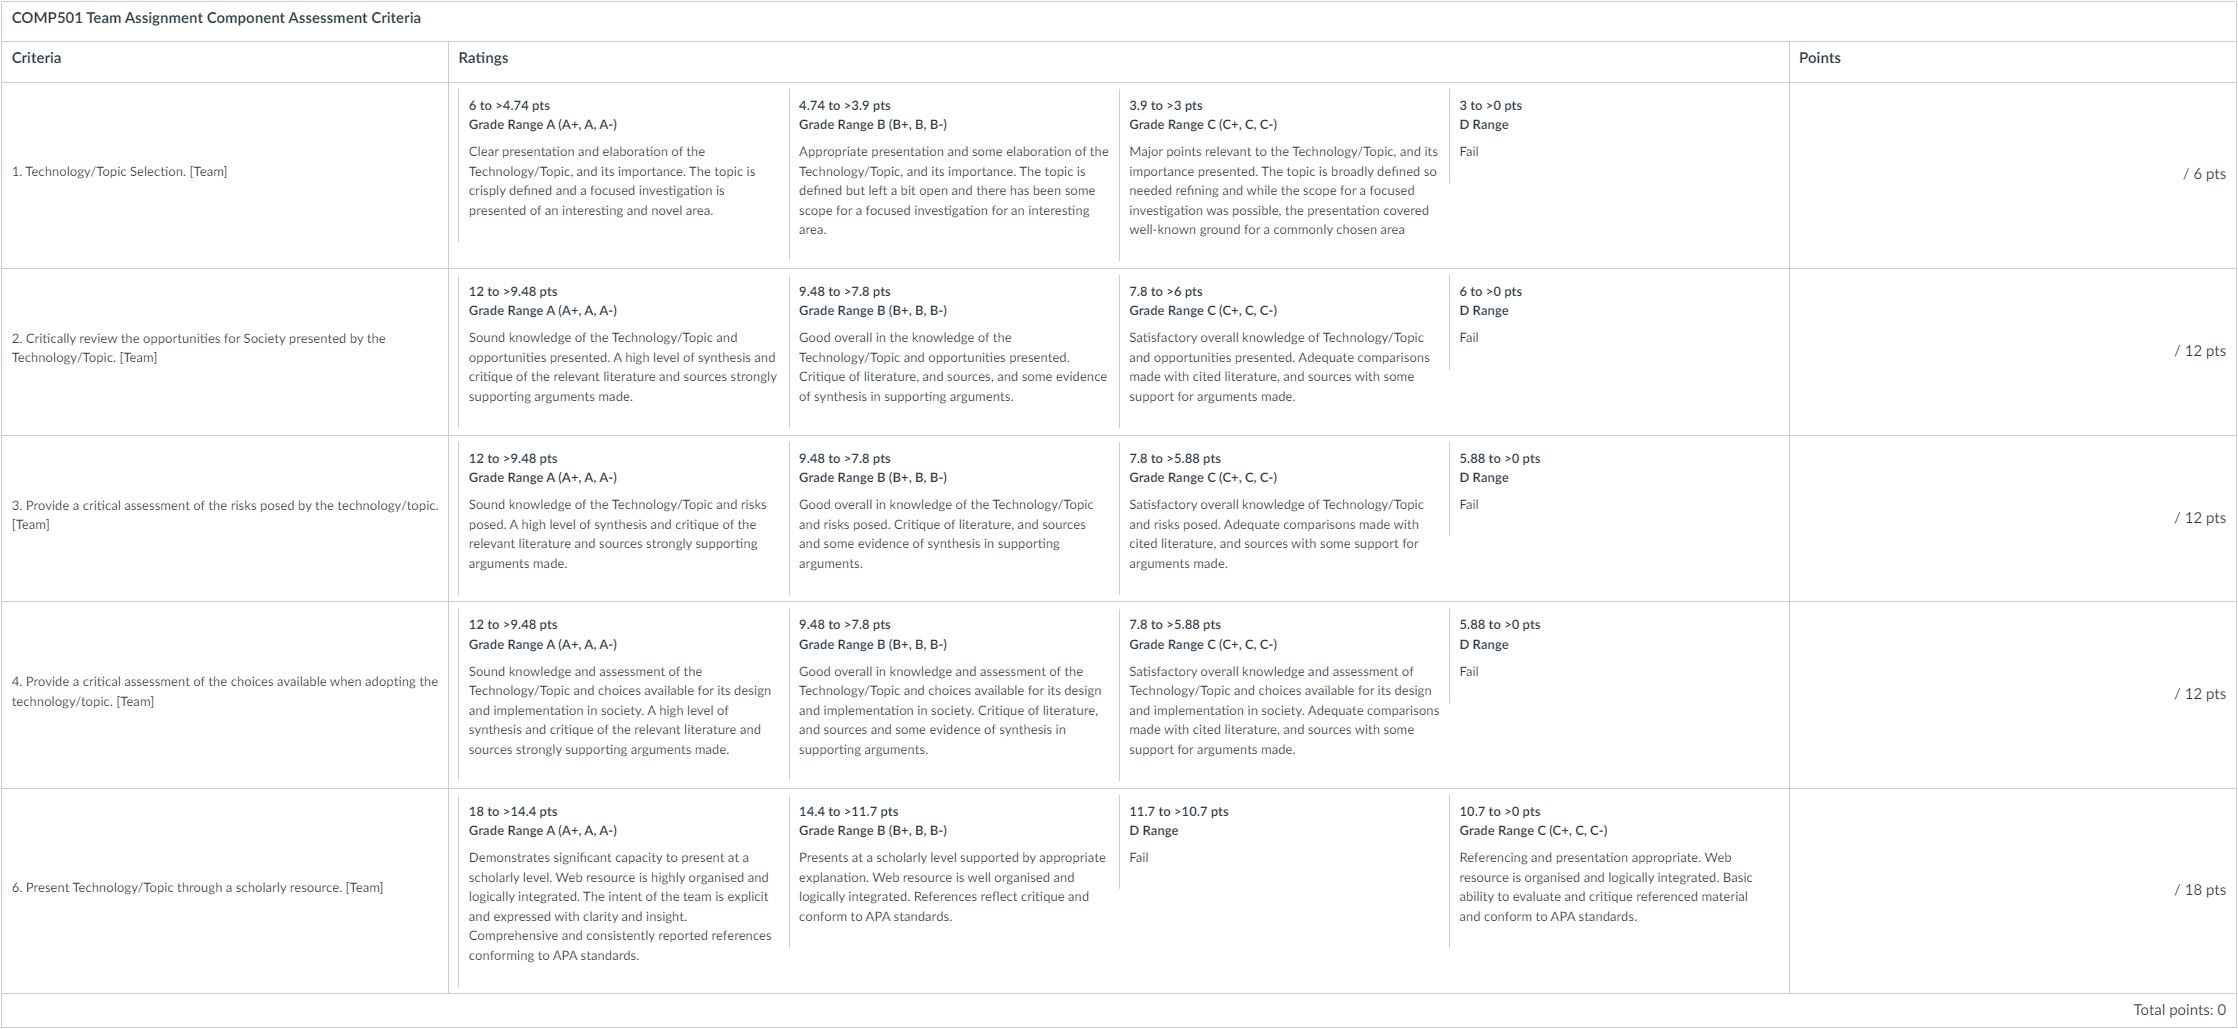 COMP501 Team Assignment Component Assessment Criteria
Criteria
Ratings
Points
1. Technology/Topic Selection. [Team]
6 to >4.74 pts
Grade Range A (A+, A, A-)
Clear presentation and elaboration of the
Technology/Topic, and its importance. The topic is
crisply defined and a focused investigation is
presented of an interesting and novel area.
4.74 to >3.9 pts
Grade Range B (B+, B, B-)
Appropriate presentation and some elaboration of the
Technology/Topic, and its importance. The topic is
defined but left a bit open and there has been some
scope for a focused investigation for an interesting
area.
3.9 to >3 pts
Grade Range C (C+, C, C-)
Major points relevant to the Technology/Topic, and its
importance presented. The topic is broadly defined so
needed refining and while the scope for a focused
investigation was possible, the presentation covered
well-known ground for a commonly chosen area
3 to >0 pts
D Range
Fail
/ 6 pts
2. Critically review the opportunities for Society presented by the
Technology/Topic. [Team]
12 to >9.48 pts
Grade Range A (A+, A, A-)
Sound knowledge of the Technology/Topic and
opportunities presented. A high level of synthesis and
critique of the relevant literature and sources strongly
supporting arguments made.
9.48 to >7.8 pts
Grade Range B (B+, B, B-)
Good overall in the knowledge of the
Technology/Topic and opportunities presented.
Critique of literature, and sources, and some evidence
of synthesis in supporting arguments.
7.8 to >6 pts
Grade Range C (C+, C, C-)
Satisfactory overall knowledge of Technology/Topic
and opportunities presented. Adequate comparisons
made with cited literature, and sources with some
support for arguments made.
6 to >0 pts
D Range
Fail
/ 12 pts
3. Provide a critical assessment of the risks posed by the technology/topic.
[Team]
12 to >9.48 pts
Grade Range A (A+, A, A-)
Sound knowledge of the Technology/Topic and risks
posed. A high level of synthesis and critique of the
relevant literature and sources strongly supporting
arguments made.
9.48 to >7.8 pts
Grade Range B (B+, B, B-)
Good overall in knowledge of the Technology/Topic
and risks posed. Critique of literature, and sources
and some evidence of synthesis in supporting
arguments.
7.8 to >5.88 pts
Grade Range C (C+, C, C-)
Satisfactory overall knowledge of Technology/Topic
and risks posed. Adequate comparisons made with
cited literature, and sources with some support for
arguments made.
5.88 to >0 pts
D Range
Fail
/ 12 pts
4. Provide a critical assessment of the choices available when adopting the
technology/topic. [Team]
12 to >9.48 pts
Grade Range A (A+, A, A-)
Sound knowledge and assessment of the
Technology/Topic and choices available for its design
and implementation in society. A high level of
synthesis and critique of the relevant literature and
sources strongly supporting arguments made.
9.48 to >7.8 pts
Grade Range B (B+, B, B-)
Good overall in knowledge and assessment of the
Technology/Topic and choices available for its design
and implementation in society. Critique of literature,
and sources and some evidence of synthesis in
supporting arguments.
7.8 to >5.88 pts
Grade Range C (C+, C, C-)
Satisfactory overall knowledge and assessment of
Technology/Topic and choices available for its design
and implementation in society. Adequate comparisons
made with cited literature, and sources with some
support for arguments made.
5.88 to >0 pts
D Range
Fail
/ 12 pts
6. Present Technology/Topic through a scholarly resource. [Team]
18 to >14.4 pts
Grade Range A (A+, A, A-)
Demonstrates significant capacity to present at a
scholarly level. Web resource is highly organised and
logically integrated. The intent of the team is explicit
and expressed with clarity and insight.
Comprehensive and consistently reported references
conforming to APA standards.
14.4 to >11.7 pts
Grade Range B (B+, B, B-)
Presents at a scholarly level supported by appropriate
explanation. Web resource is well organised and
logically integrated. References reflect critique and
conform to APA standards.
11.7 to >10.7 pts
D Range
Fail
10.7 to >0 pts
Grade Range C (C+, C, C-)
Referencing and presentation appropriate. Web
resource is organised and logically integrated. Basic
ability to evaluate and critique referenced material
and conform to APA standards.
/ 18 pts
Total points: 0